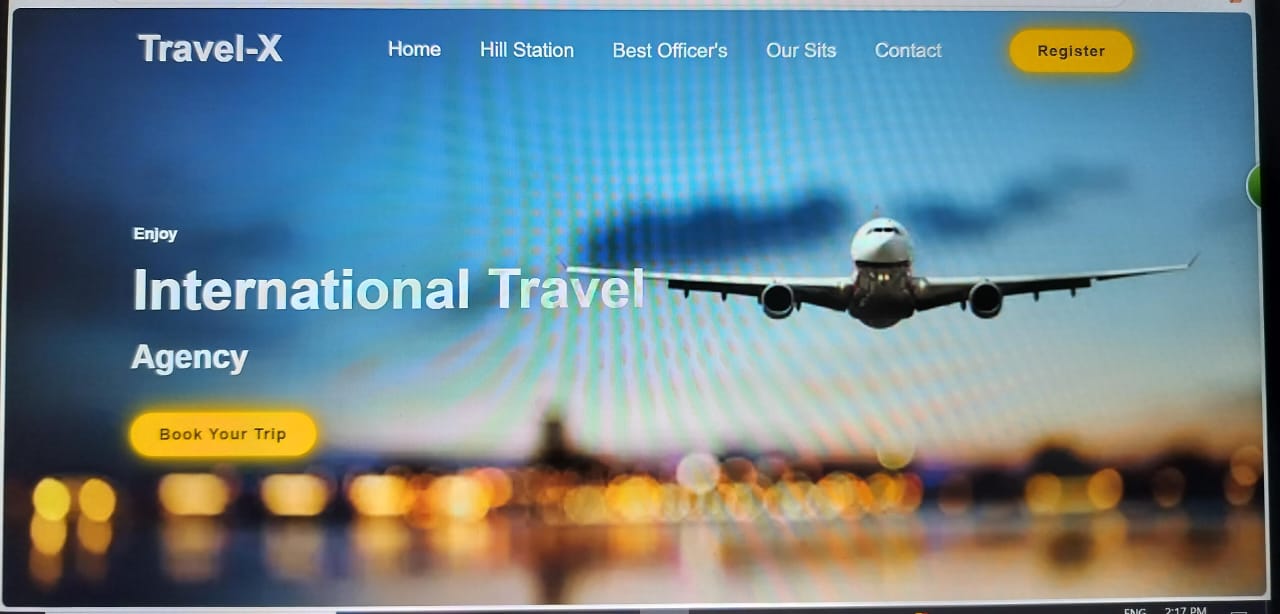 Travel-X
Home Hill Station Best Officer's Our Sits Contact Register
Enjoy
International Travel
Agency
Book Your Trip
ENG 2:17 PM